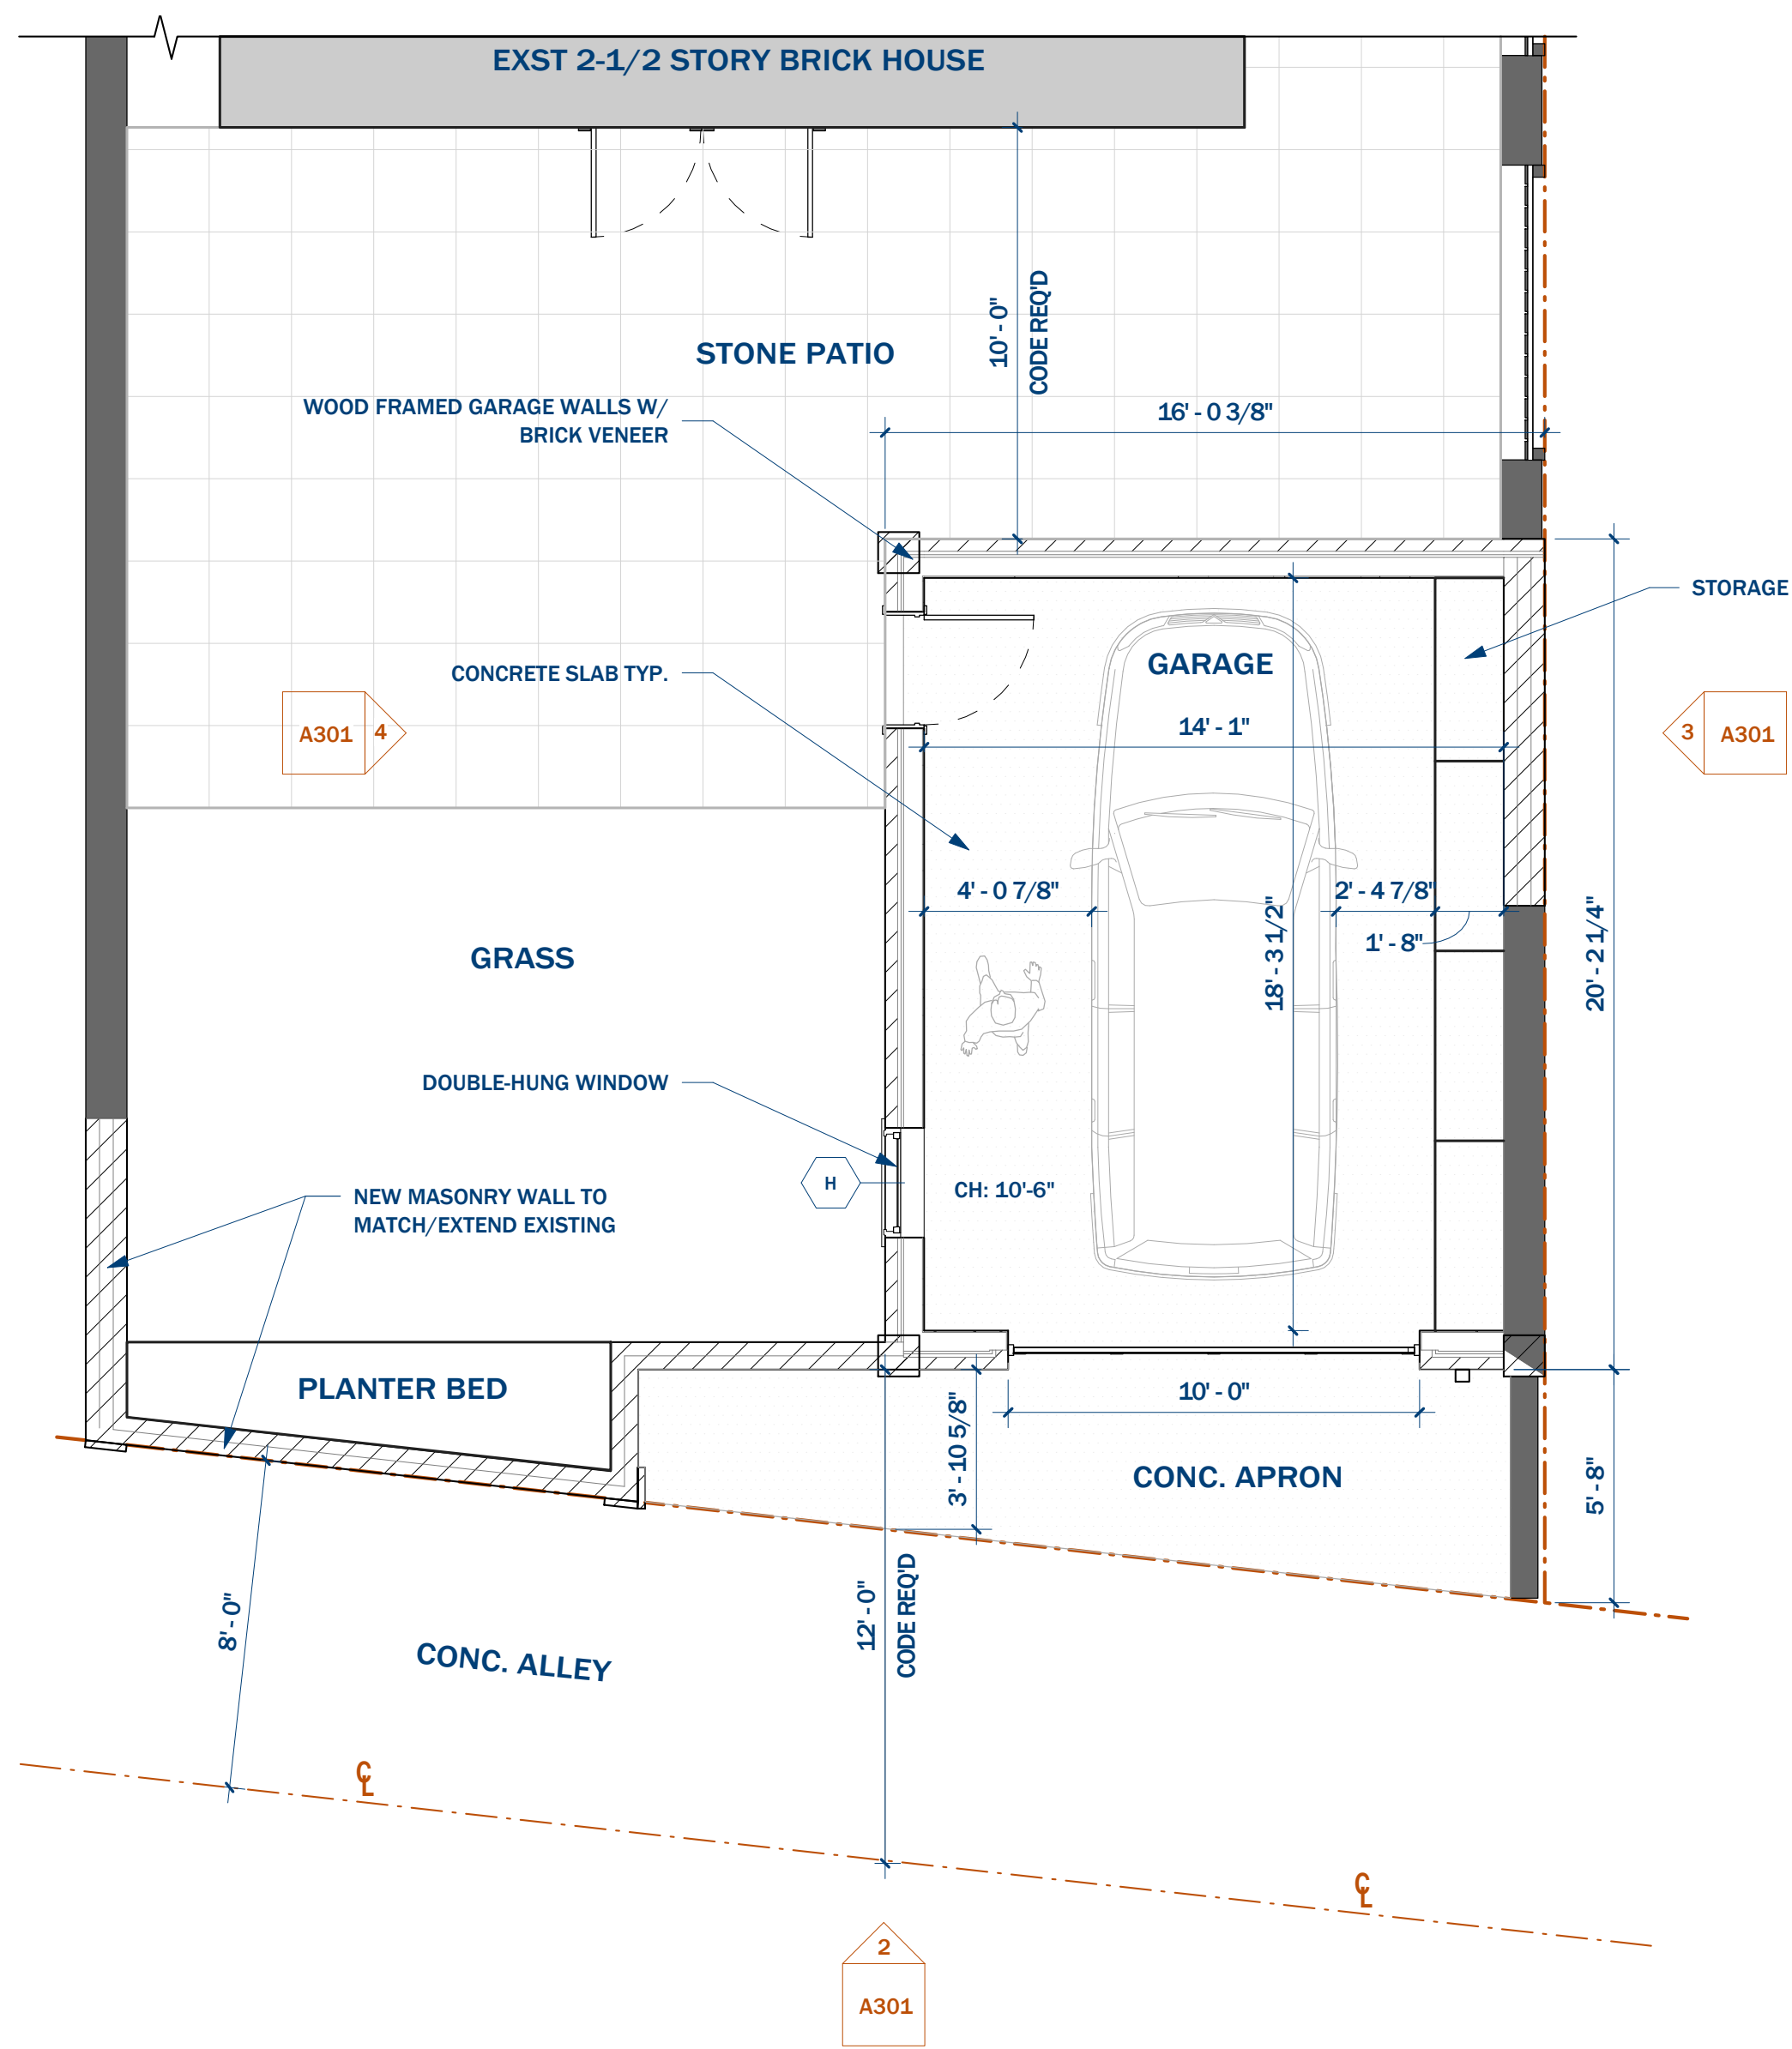 EXST 2-1/2 STORY BRICK HOUSE
10' - 0"
CODE REQ'D
STONE PATIO
WOOD FRAMED GARAGE WALLS W/
BRICK VENEER
16' - 0 3/8"
STORAGE
GARAGE
CONCRETE SLAB TYP.
A301
4
14' - 1"
3
A301
4' - 0 7/8"
2' - 4 7/8"
1' - 8"
18' - 3 1/2"
20' - 2 1/4"
GRASS
DOUBLE-HUNG WINDOW
H
CH: 10'-6"
NEW MASONRY WALL TO
MATCH/EXTEND EXISTING
PLANTER BED
10' - 0"
3' - 10 5/8"
CONC. APRON
5' - 8"
8' - 0"
12' - 0"
CODE REQ'D
CONC. ALLEY
CL
CL
2
A301